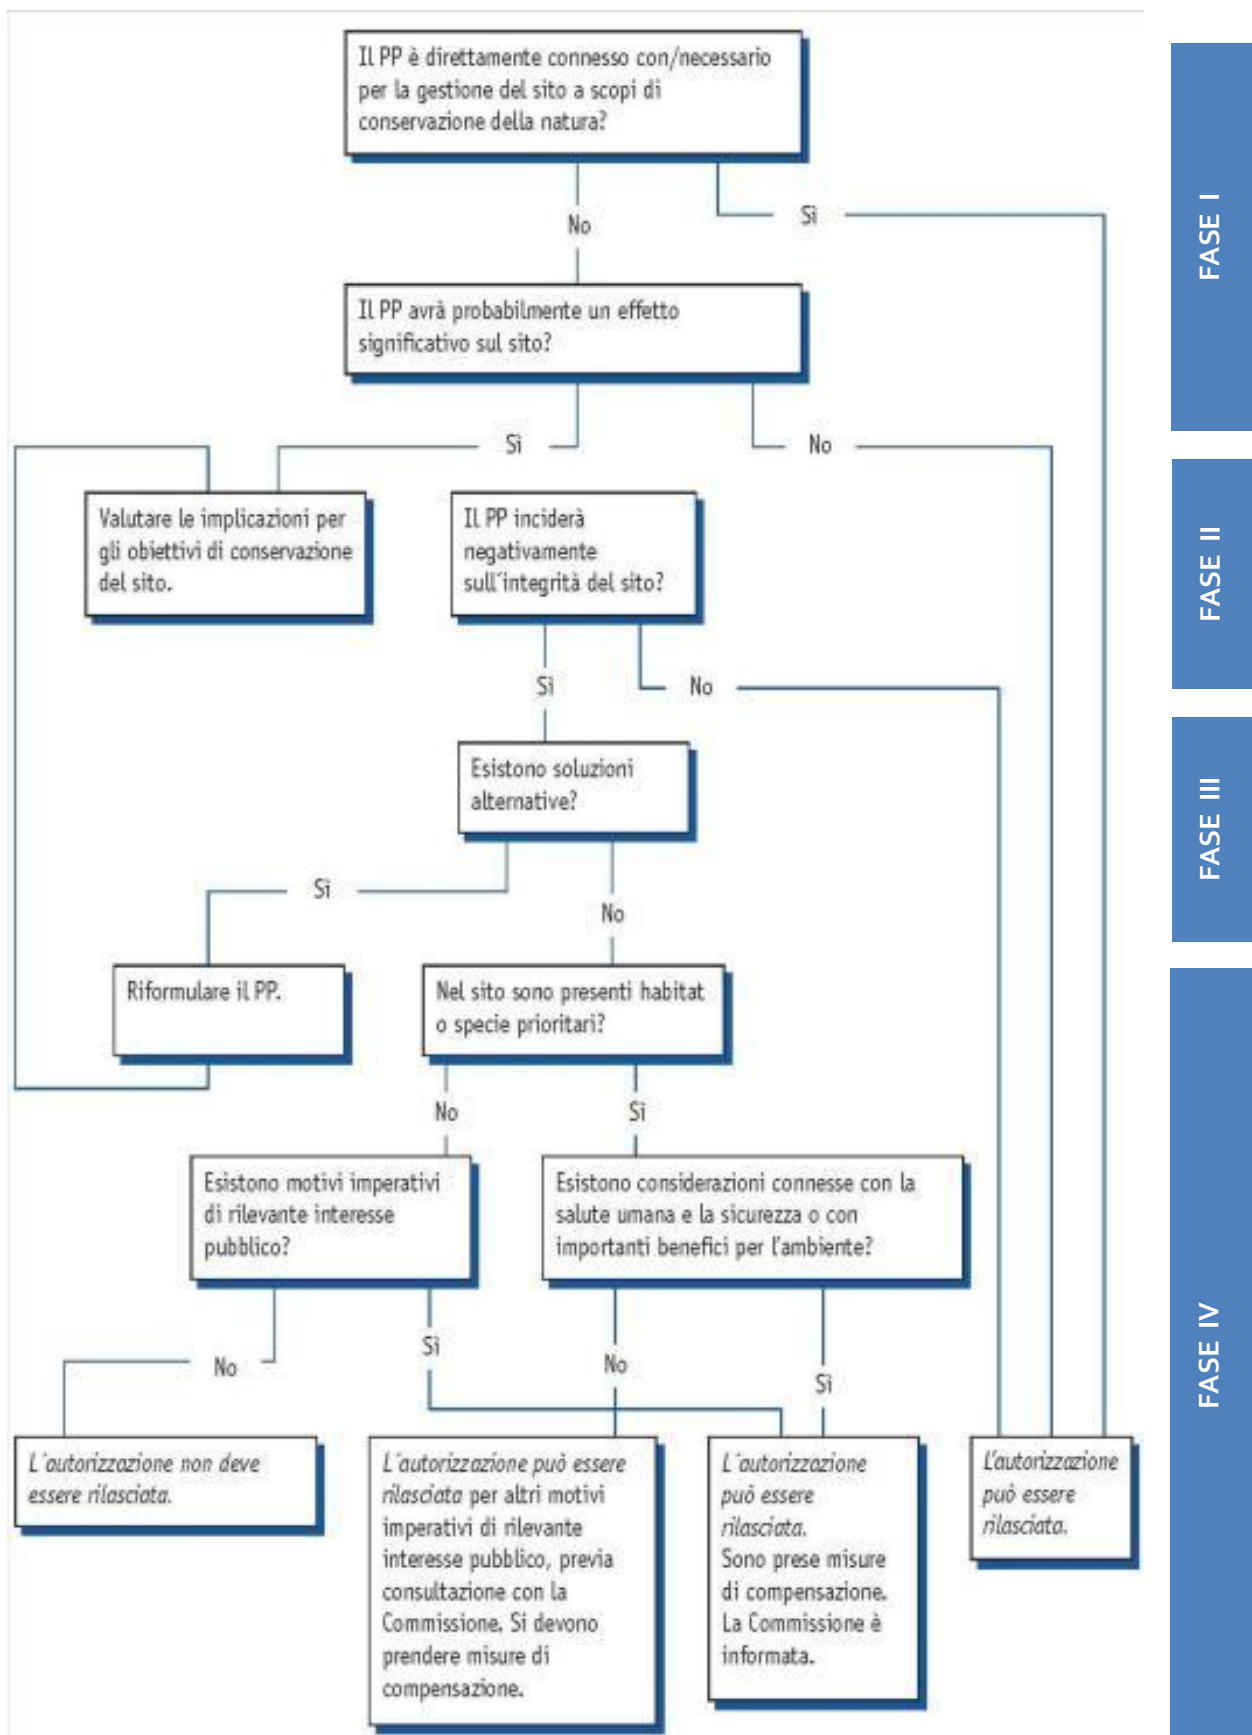 Il PP è direttamente connesso con/necessario
per la gestione del sito a scopi di
conservazione della natura?
No
Sì
Il PP avrà probabilmente un effetto
significativo sul sito?
Sì
No
Valutare le implicazioni per
gli obiettivi di conservazione
del sito.
Il PP inciderà
negativamente
sull´integrità del sito?
Sì
No
Esistono soluzioni
alternative?
Sì
No
Riformulare il PP.
Nel sito sono presenti habitat
o specie prioritari?
No
Sì
Esistono motivi imperativi
di rilevante interesse
pubblico?
Esistono considerazioni connesse con la
salute umana e la sicurezza o con
importanti benefici per l'ambiente?
No
Sì
No
Sì
L´autorizzazione non deve
essere rilasciata.
L´autorizzazione può essere
rilasciata per altri motivi
imperativi di rilevante
interesse pubblico, previa
consultazione con la
Commissione. Si devono
prendere misure di
compensazione.
L´autorizzazione
può essere
rilasciata.
Sono prese misure
di compensazione.
La Commissione è
informata.
L'autorizzazione
può essere
rilasciata.
FASE I
FASE II
FASE III
FASE IV